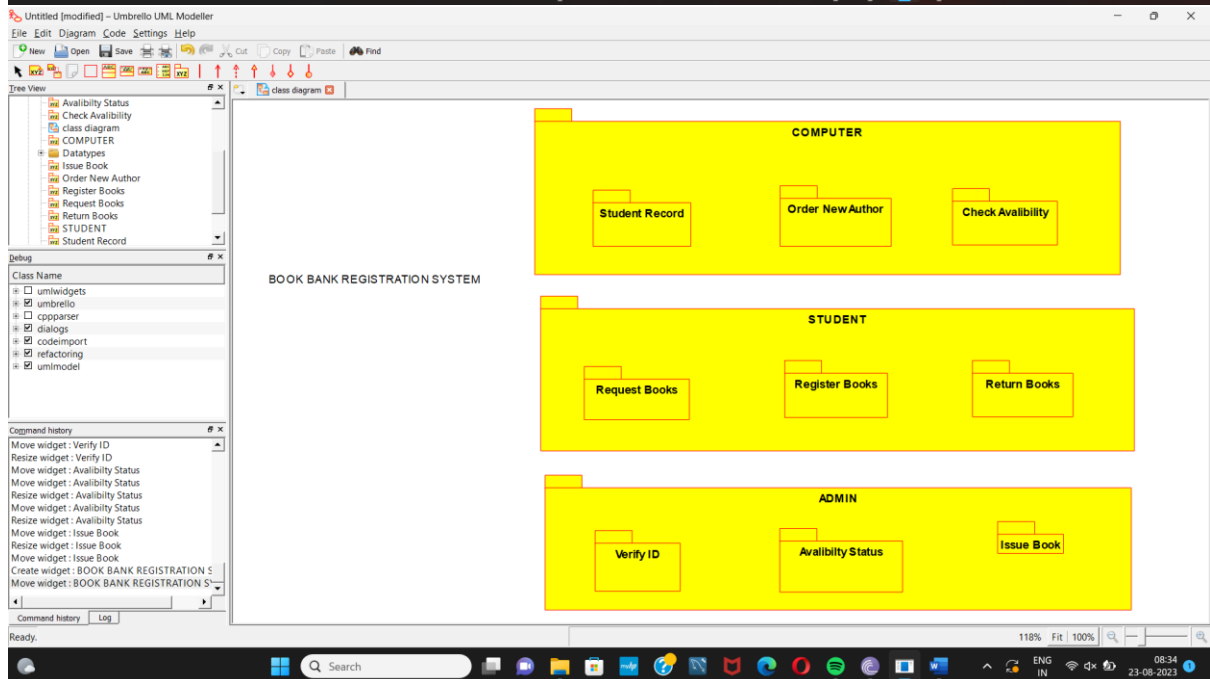 Untitled [modified] – Umbrello UML Modeller
File Edit Diagram Code Settings Help
New Open Save Cut Copy Paste Find
Tree View
class diagram
Avalibilty Status
Check Avalibility
class diagram
COMPUTER
Datatypes
Issue Book
Order New Author
Register Books
Request Books
Return Books
STUDENT
Student Record
Debug
Class Name
umlwidgets
umbrello
cppparser
dialogs
codeimport
refactoring
umlmodel
Command history
Move widget : Verify ID
Resize widget : Verify ID
Move widget : Avalibilty Status
Move widget : Avalibilty Status
Resize widget : Avalibilty Status
Move widget : Avalibilty Status
Resize widget : Avalibilty Status
Move widget : Issue Book
Resize widget : Issue Book
Move widget : Issue Book
Create widget : BOOK BANK REGISTRATION S
Move widget : BOOK BANK REGISTRATION S
Command history Log
Ready.
BOOK BANK REGISTRATION SYSTEM
COMPUTER
Student Record Order New Author Check Avalibility
STUDENT
Request Books Register Books Return Books
ADMIN
Verify ID Avalibilty Status Issue Book
118% Fit 100%
Search
ENG
IN
08:34
23-08-2023
1